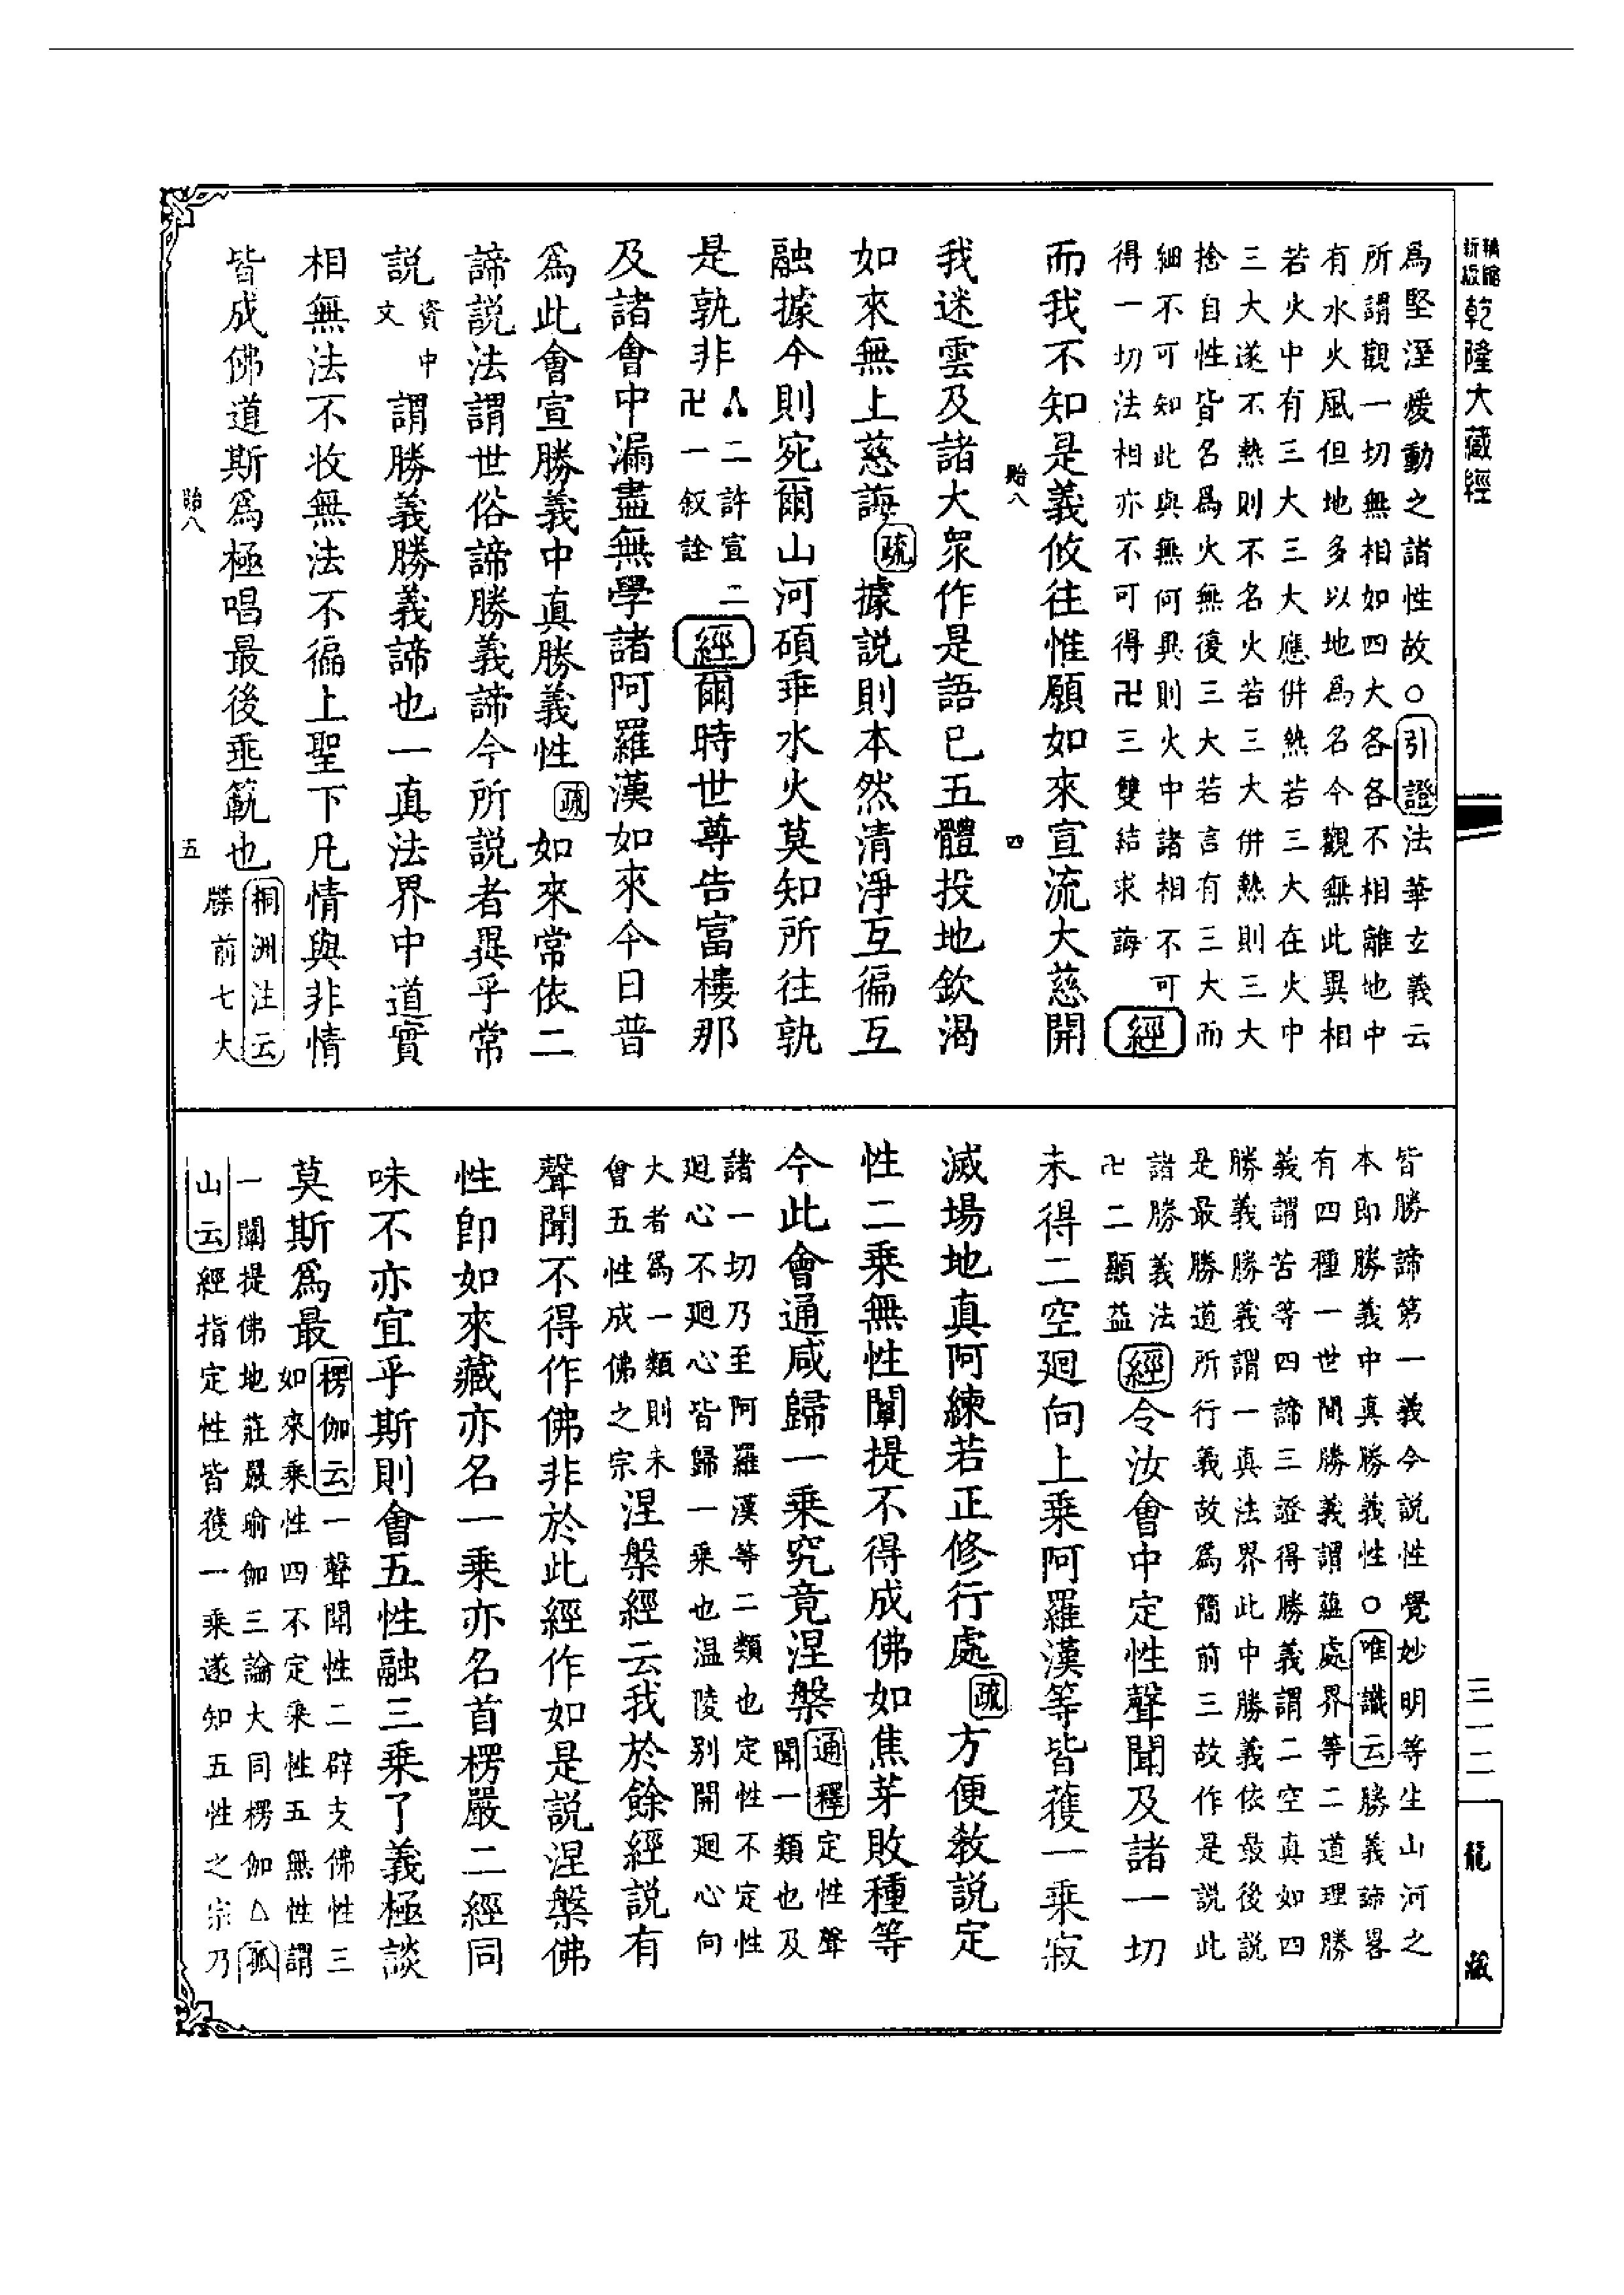 新編縮版
乾隆大藏經
為堅溼煖動之諸性故○引證法華玄義云
所謂觀一切無相如四大各各不相離地中
有水火風但地多以地為名今觀無此異相
若火中有三大三大應併熱若三大在火中
三大遂不熱則不名火若三大併熱則三大
捨自性皆名為火無復三大若言有三大而
細不可知此與無何異則火中諸相不可
得一切法相亦不可得卍三雙結求誨
經
而我不知是義攸往惟願如來宣流大慈開
貽八
四
我迷雲及諸大衆作是語已五體投地欽渴
如來無上慈誨疏據說則本然清淨互徧互
融據今則宛爾山河碩乖水火莫知所往孰
是孰非
二許宣二
卍一叙詮
經爾時世尊告富樓那
及諸會中漏盡無學諸阿羅漢如來今日普
為此會宣勝義中真勝義性疏如來常依二
諦說法謂世俗諦勝義諦今所說者異乎常
說
資中
文
謂勝義勝義諦也一真法界中道實
相無法不收無法不徧上聖下凡情與非情
皆成佛道斯為極唱最後垂範也
桐洲注云
牒前七大
貽八
五
皆勝諦第一義今說性覺妙明等生山河之
本即勝義中真勝義性○唯識云勝義諦畧
有四種一世間勝義謂蘊處界等二道理勝
義謂苦等四諦三證得勝義謂二空真如四
勝義勝義謂一真法界此中勝義依最後說
是最勝道所行義故為簡前三故作是說此
諸勝義法
卍二顯益
經令汝會中定性聲聞及諸一切
未得二空廻向上乘阿羅漢等皆獲一乘寂
滅場地真阿練若正修行處疏方便敎說定
性二乘無性闡提不得成佛如焦芽敗種等
今此會通咸歸一乘究竟涅槃
通釋定性聲
聞一類也及
諸一切乃至阿羅漢等二類也定性不定性
廻心不廻心皆歸一乘也温陵別開廻心向
大者為一類則未
會五性成佛之宗
涅槃經云我於餘經說有
聲聞不得作佛非於此經作如是說涅槃佛
性卽如來藏亦名一乘亦名首楞嚴二經同
味不亦宜乎斯則會五性融三乘了義極談
莫斯為最
楞伽云一聲聞性二辟支佛性三
如來乘性四不定乘性五無性謂
一闡提佛地莊嚴瑜伽三論大同楞伽△孤
山云經指定性皆獲一乘遂知五性之宗乃
三一二
龍藏